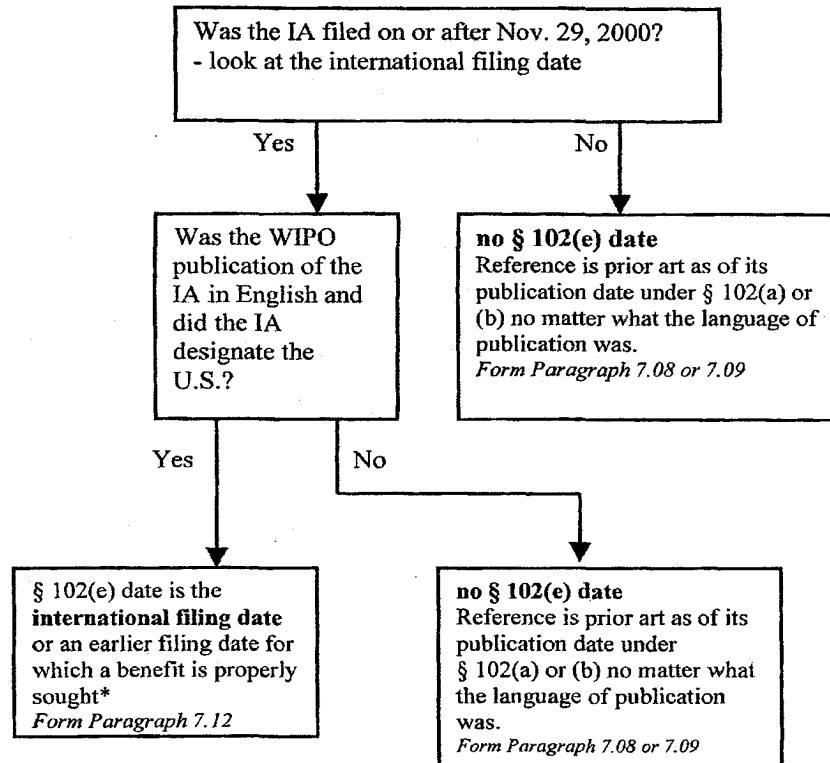 Was the IA filed on or after Nov. 29, 2000?
- look at the international filing date
Yes
No
Was the WIPO
publication of the
IA in English and
did the IA
designate the
U.S.?
no § 102(e) date
Reference is prior art as of its
publication date under § 102(a) or
(b) no matter what the language of
publication was.
Form Paragraph 7.08 or 7.09
Yes
No
§ 102(e) date is the
international filing date
or an earlier filing date for
which a benefit is properly
sought*
Form Paragraph 7.12
no § 102(e) date
Reference is prior art as of its
publication date under
§ 102(a) or (b) no matter what
the language of publication
was.
Form Paragraph 7.08 or 7.09